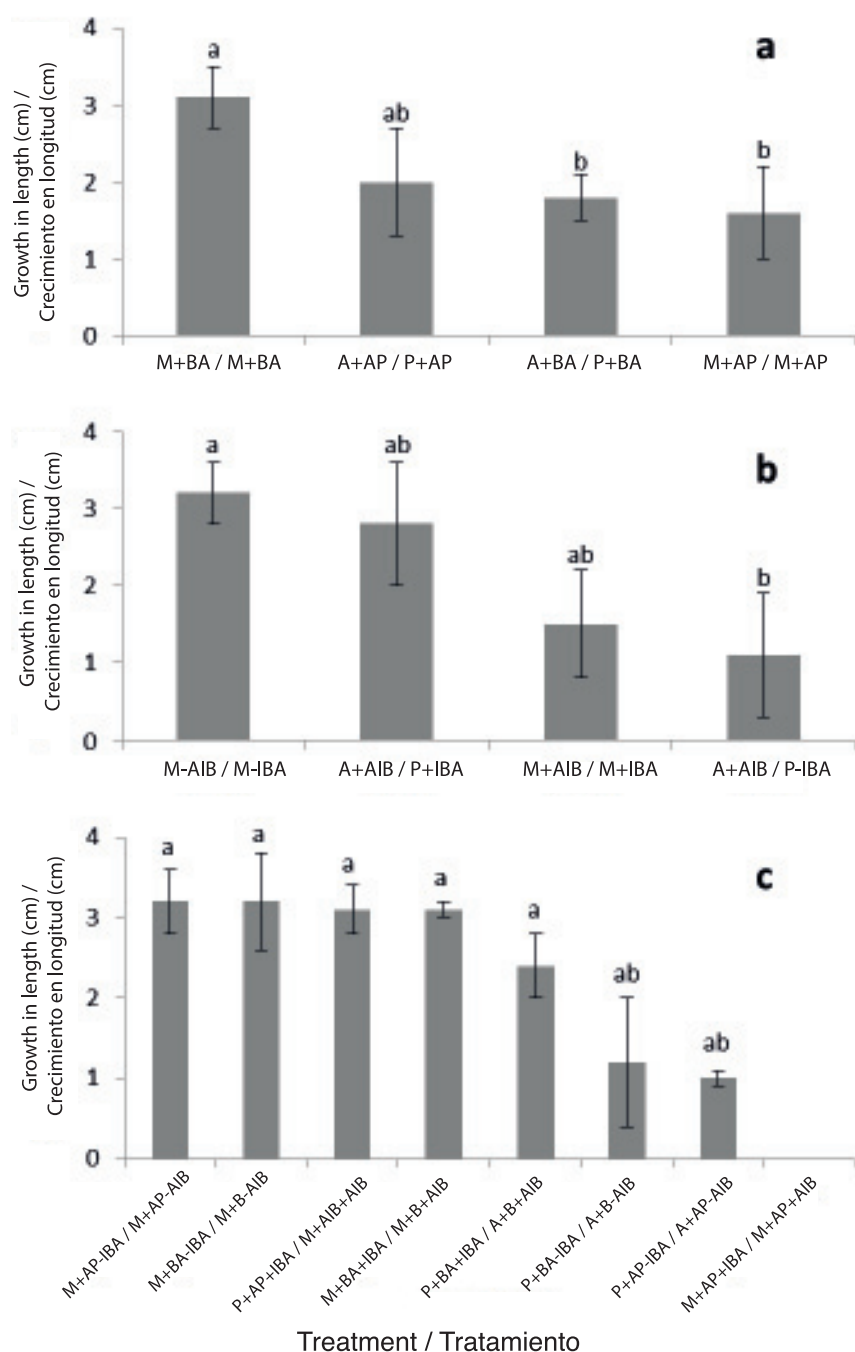 Growth in length (cm) /
Crecimiento en longitud (cm)
4
3
2
1
0
a
ab
b
b
a
M+BA / M+BA
A+AP / P+AP
A+BA / P+BA
M+AP / M+AP
Growth in length (cm) /
Crecimiento en longitud (cm)
4
3
2
1
0
a
ab
ab
b
b
M-AIB / M-IBA
A+AIB / P+IBA
M+AIB / M+IBA
A+AIB / P-IBA
Growth in length (cm) /
Crecimiento en longitud (cm)
4
3
2
1
0
a
a
a
a
a
ab
ab
c
M+AP-IBA / M+AP-AIB
M+BA-IBA / M+B-AIB
P+AP+IBA / M+AIB+AIB
M+BA+IBA / M+B+AIB
P+BA+IBA / A+B+AIB
P+BA-IBA / A+B-AIB
P+AP-IBA / A+AP-AIB
M+AP+IBA / M+AP+AIB
Treatment / Tratamiento